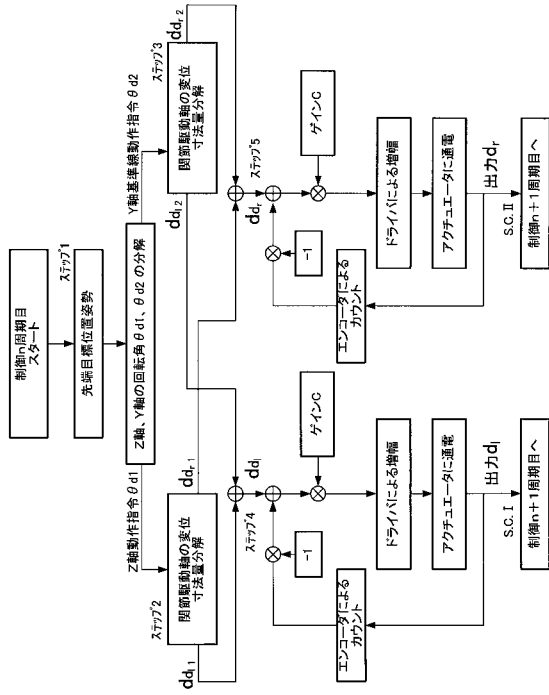 制御n周期目
スタート
ステップ1
先端目標位置姿勢
Z軸、Y軸の回転角θd1、θd2の分解
Z軸動作指令θd1
Y軸基準線動作指令θd2
ステップ2
関節駆動軸の変位
寸法量分解
ステップ3
関節駆動軸の変位
寸法量分解
ddl1
ddr1
ddl2
ddr2
ステップ4
ddl
ステップ5
ddr
-1
ゲインC
-1
ゲインC
エンコーダによる
カウント
ドライバによる増幅
エンコーダによる
カウント
ドライバによる増幅
アクチュエータに通電
アクチュエータに通電
S.C.I
出力dl
S.C.II
出力dr
制御n+1周期目へ
制御n+1周期目へ